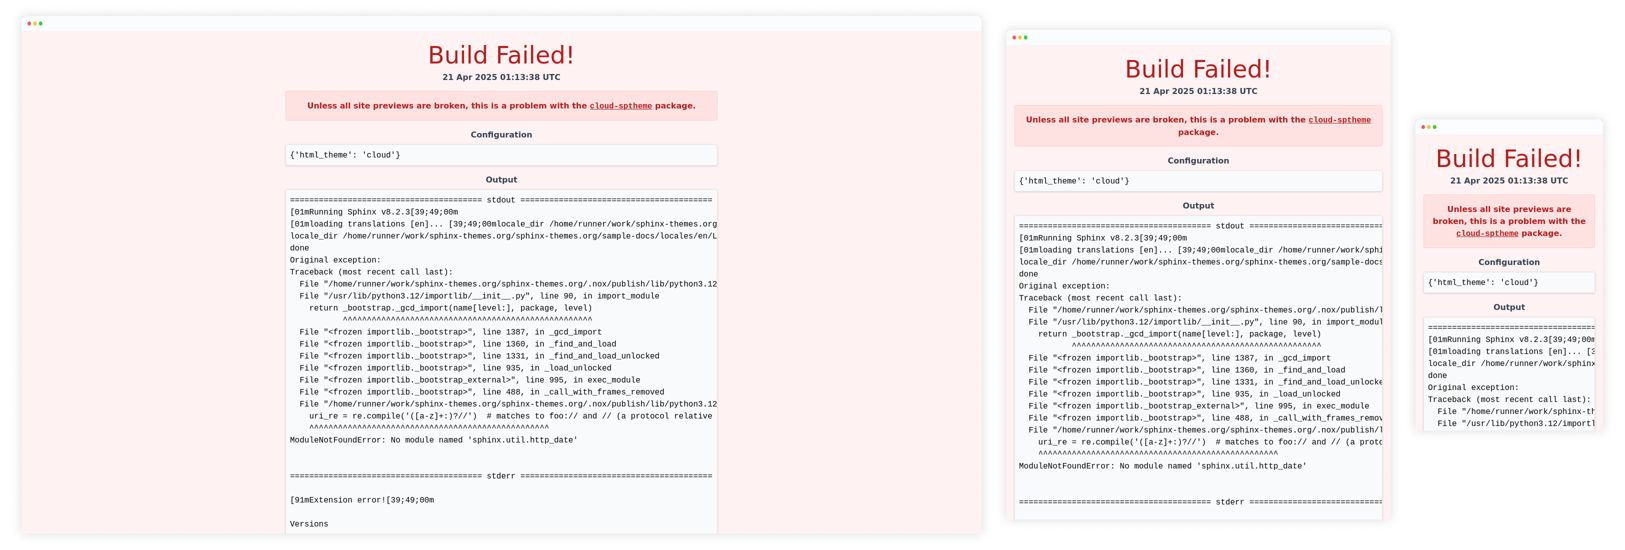 Build Failed!
21 Apr 2025 01:13:38 UTC
Unless all site previews are broken, this is a problem with the cloud-sptheme package.
Configuration
{'html_theme': 'cloud'}
Output
======================================== stdout ========================================
[01mRunning Sphinx v8.2.3[39;49;00m
[01mloading translations [en]... [39;49;00mlocale_dir /home/runner/work/sphinx-themes.org
locale_dir /home/runner/work/sphinx-themes.org/sphinx-themes.org/sample-docs/locales/en/L
done
Original exception:
Traceback (most recent call last):
  File "/home/runner/work/sphinx-themes.org/sphinx-themes.org/.nox/publish/lib/python3.12
  File "/usr/lib/python3.12/importlib/__init__.py", line 90, in import_module
    return _bootstrap._gcd_import(name[level:], package, level)
           ^^^^^^^^^^^^^^^^^^^^^^^^^^^^^^^^^^^^^^^^^^^^^^^^^^^^
  File "<frozen importlib._bootstrap>", line 1387, in _gcd_import
  File "<frozen importlib._bootstrap>", line 1360, in _find_and_load
  File "<frozen importlib._bootstrap>", line 1331, in _find_and_load_unlocked
  File "<frozen importlib._bootstrap>", line 935, in _load_unlocked
  File "<frozen importlib._bootstrap_external>", line 995, in exec_module
  File "<frozen importlib._bootstrap>", line 488, in _call_with_frames_removed
  File "/home/runner/work/sphinx-themes.org/sphinx-themes.org/.nox/publish/lib/python3.12
    uri_re = re.compile('([a-z]+:)?//')  # matches to foo:// and // (a protocol relative
    ^^^^^^^^^^^^^^^^^^^^^^^^^^^^^^^^^^^^^^^^^^^^^^^^^^
ModuleNotFoundError: No module named 'sphinx.util.http_date'
======================================== stderr ========================================
[91mExtension error![39;49;00m
Versions
Build Failed!
21 Apr 2025 01:13:38 UTC
Unless all site previews are broken, this is a problem with the cloud-sptheme
package.
Configuration
{'html_theme': 'cloud'}
Output
======================================== stdout ============================
[01mRunning Sphinx v8.2.3[39;49;00m
[01mloading translations [en]... [39;49;00mlocale_dir /home/runner/work/sphi
locale_dir /home/runner/work/sphinx-themes.org/sphinx-themes.org/sample-docs
done
Original exception:
Traceback (most recent call last):
  File "/home/runner/work/sphinx-themes.org/sphinx-themes.org/.nox/publish/l
  File "/usr/lib/python3.12/importlib/__init__.py", line 90, in import_modul
    return _bootstrap._gcd_import(name[level:], package, level)
           ^^^^^^^^^^^^^^^^^^^^^^^^^^^^^^^^^^^^^^^^^^^^^^^^^^^^
  File "<frozen importlib._bootstrap>", line 1387, in _gcd_import
  File "<frozen importlib._bootstrap>", line 1360, in _find_and_load
  File "<frozen importlib._bootstrap>", line 1331, in _find_and_load_unlocke
  File "<frozen importlib._bootstrap>", line 935, in _load_unlocked
  File "<frozen importlib._bootstrap_external>", line 995, in exec_module
  File "<frozen importlib._bootstrap>", line 488, in _call_with_frames_remov
  File "/home/runner/work/sphinx-themes.org/sphinx-themes.org/.nox/publish/l
    uri_re = re.compile('([a-z]+:)?//')  # matches to foo:// and // (a proto
    ^^^^^^^^^^^^^^^^^^^^^^^^^^^^^^^^^^^^^^^^^^^^^^^^^^
ModuleNotFoundError: No module named 'sphinx.util.http_date'
======================================== stderr ============================
Build Failed!
21 Apr 2025 01:13:38 UTC
Unless all site previews are
broken, this is a problem with the
cloud-sptheme package.
Configuration
{'html_theme': 'cloud'}
Output
===================================
[01mRunning Sphinx v8.2.3[39;49;00m
[01mloading translations [en]... [3
locale_dir /home/runner/work/sphinx
done
Original exception:
Traceback (most recent call last):
  File "/home/runner/work/sphinx-th
  File "/usr/lib/python3.12/importl